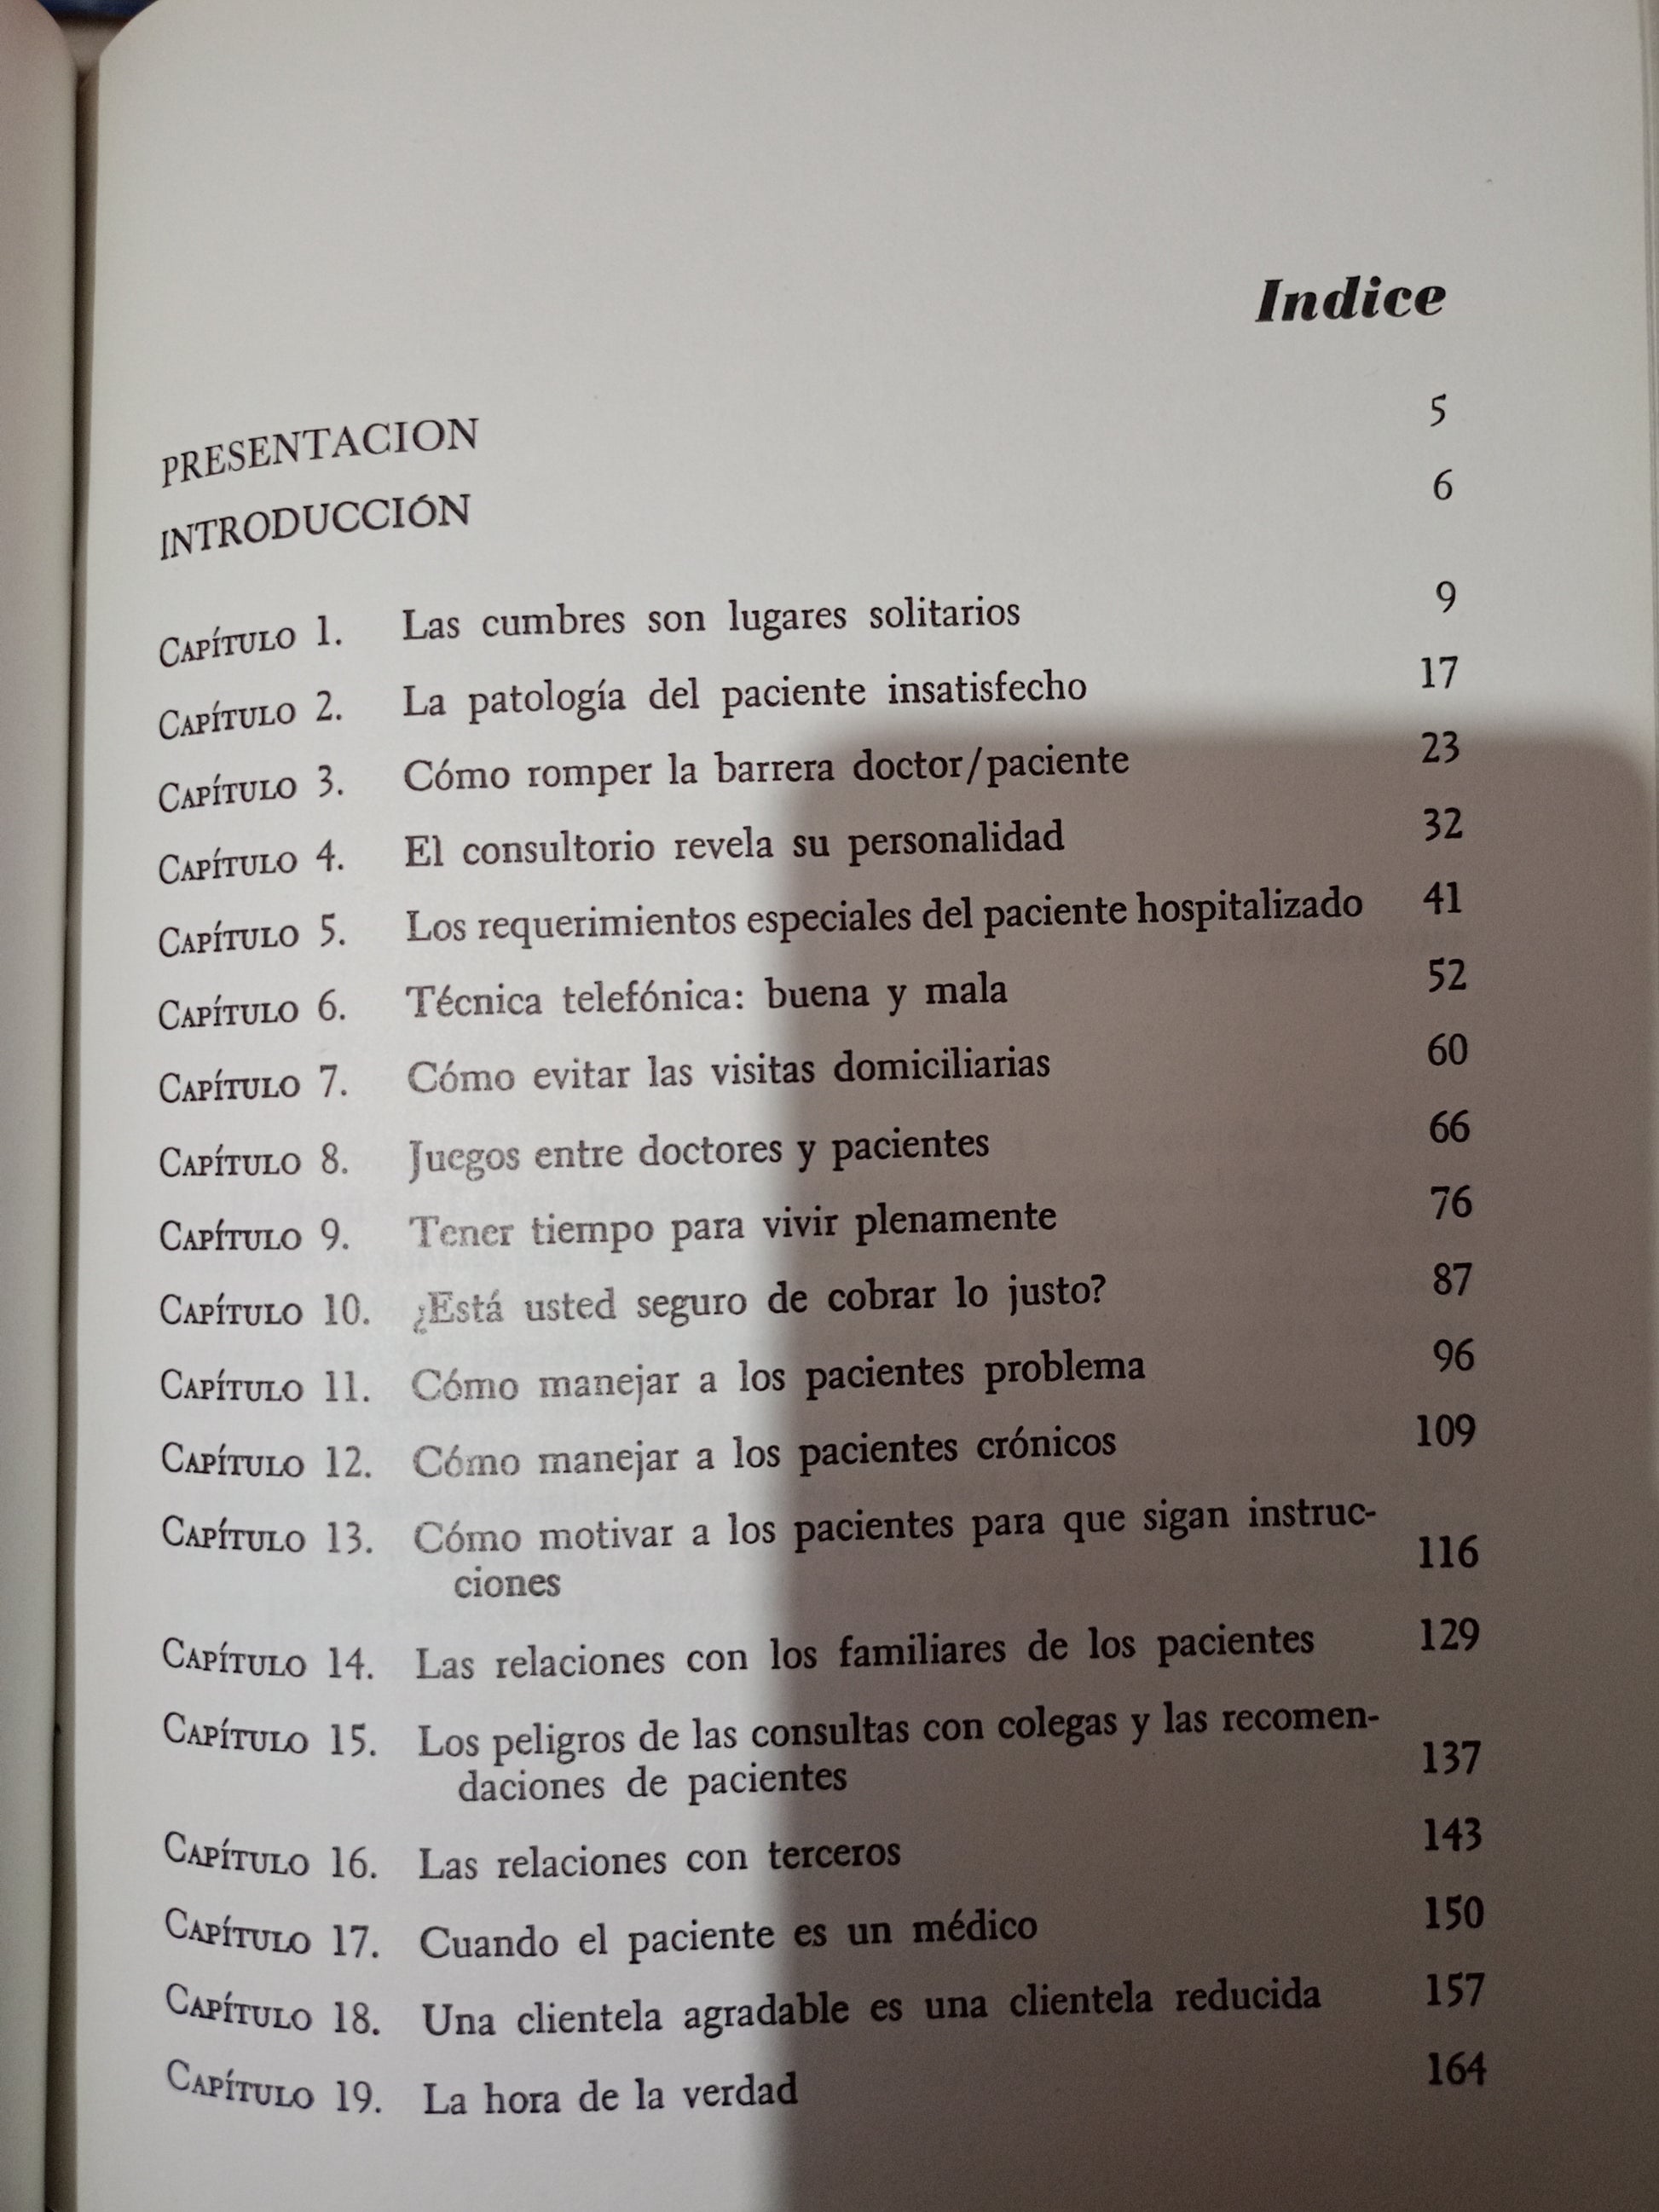 Indice
PRESENTACION 5
INTRODUCCIÓN 6
CAPÍTULO 1. Las cumbres son lugares solitarios 9
CAPÍTULO 2. La patología del paciente insatisfecho 17
CAPÍTULO 3. Cómo romper la barrera doctor/paciente 23
CAPÍTULO 4. El consultorio revela su personalidad 32
CAPÍTULO 5. Los requerimientos especiales del paciente hospitalizado 41
CAPÍTULO 6. Técnica telefónica: buena y mala 52
CAPÍTULO 7. Cómo evitar las visitas domiciliarias 60
CAPÍTULO 8. Juegos entre doctores y pacientes 66
CAPÍTULO 9. Tener tiempo para vivir plenamente 76
CAPÍTULO 10. ¿Está usted seguro de cobrar lo justo? 87
CAPÍTULO 11. Cómo manejar a los pacientes problema 96
CAPÍTULO 12. Cómo manejar a los pacientes crónicos 109
CAPÍTULO 13. Cómo motivar a los pacientes para que sigan instruc-
ciones 116
CAPÍTULO 14. Las relaciones con los familiares de los pacientes 129
CAPÍTULO 15. Los peligros de las consultas con colegas y las recomen-
daciones de pacientes 137
CAPÍTULO 16. Las relaciones con terceros 143
CAPÍTULO 17. Cuando el paciente es un médico 150
CAPÍTULO 18. Una clientela agradable es una clientela reducida 157
CAPÍTULO 19. La hora de la verdad 164